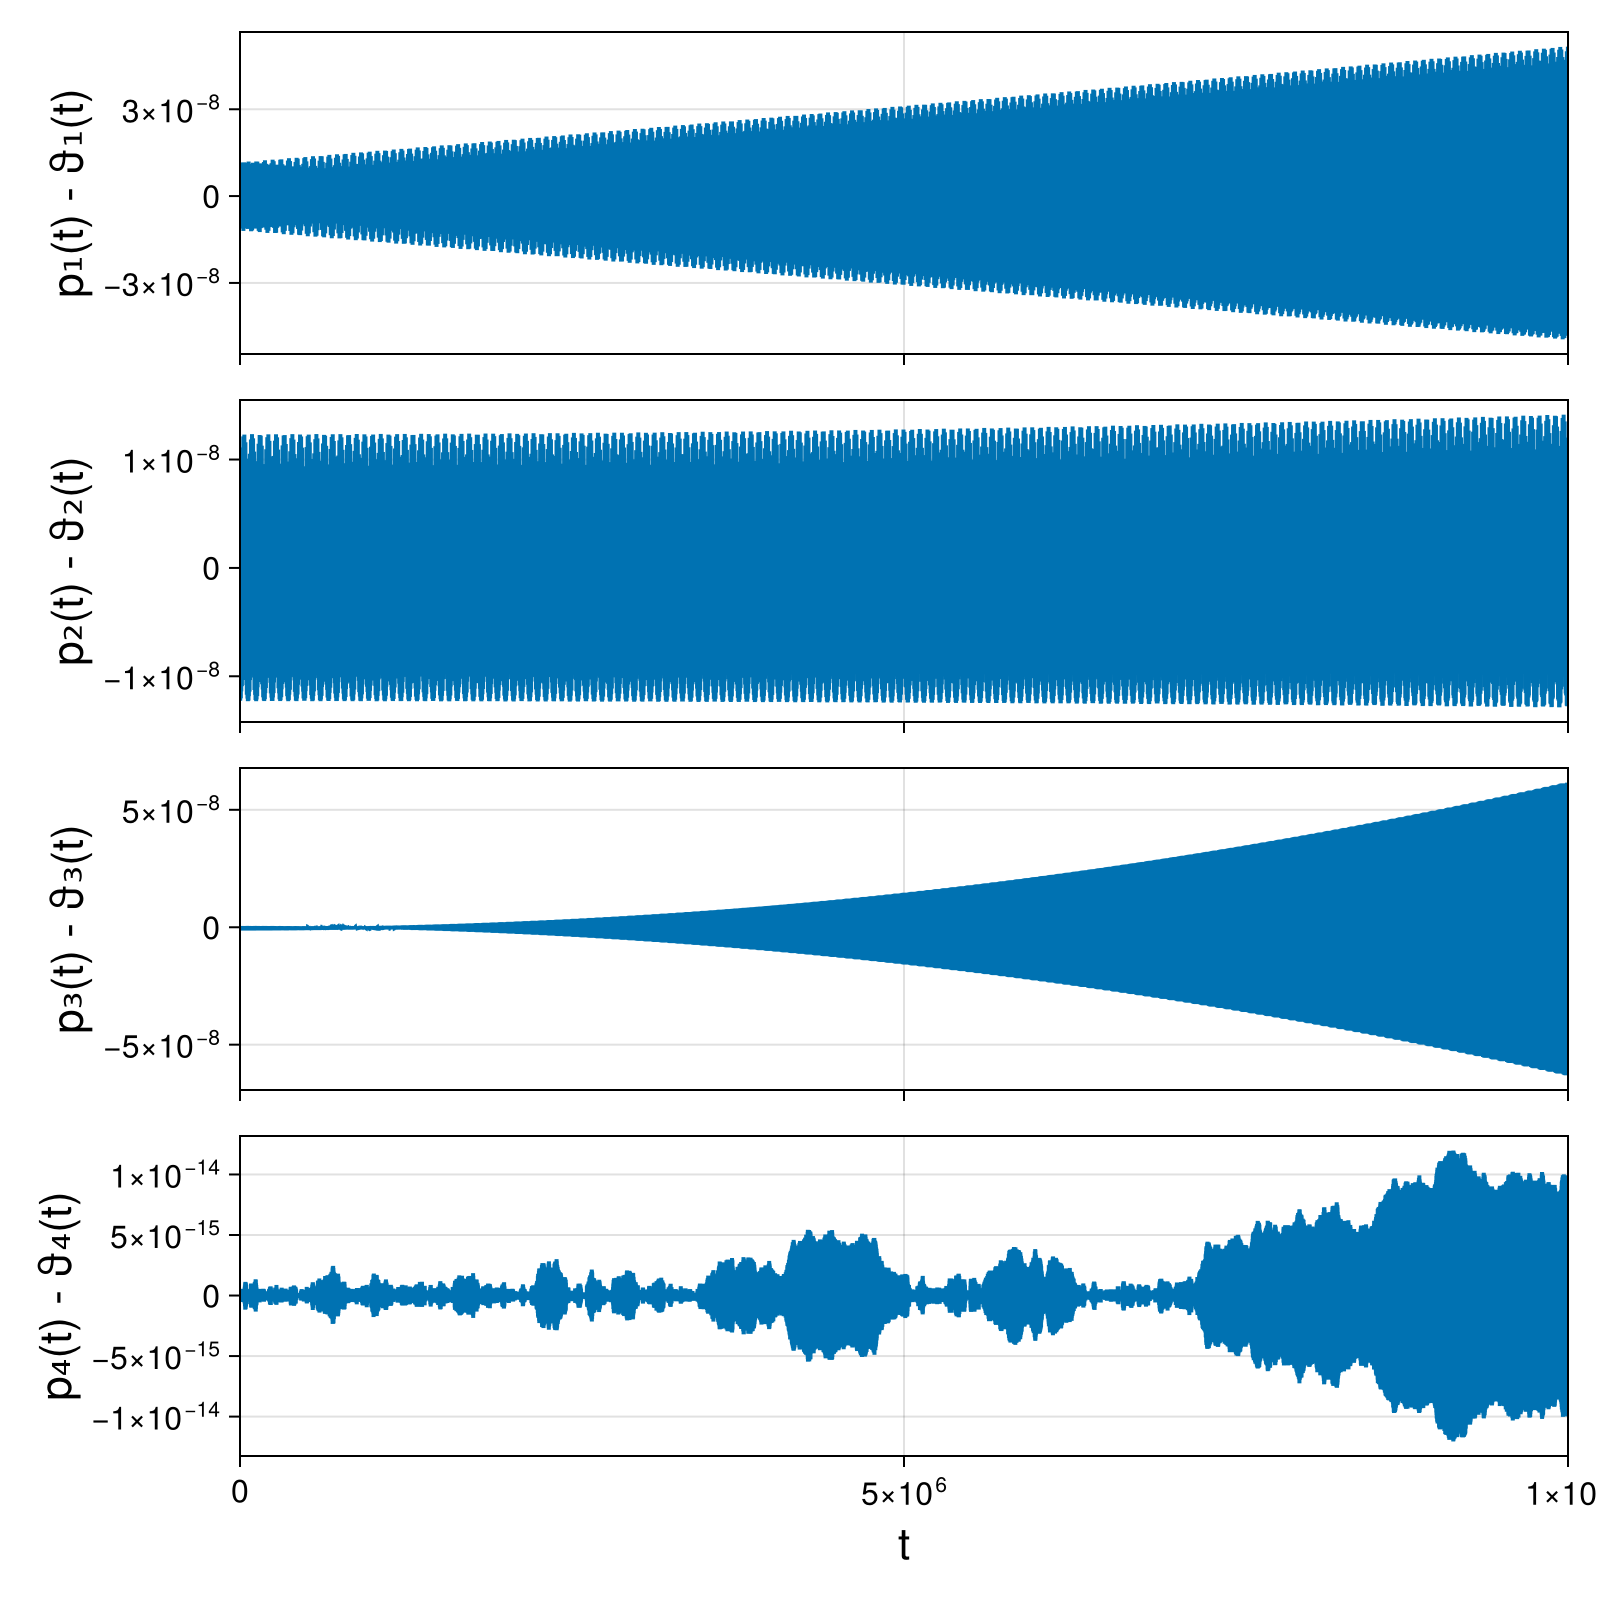 p₁(t) - ϑ₁(t)
3×10⁻⁸
0
−3×10⁻⁸
p₂(t) - ϑ₂(t)
1×10⁻⁸
0
−1×10⁻⁸
p₃(t) - ϑ₃(t)
5×10⁻⁸
0
−5×10⁻⁸
p₄(t) - ϑ₄(t)
1×10⁻¹⁴
5×10⁻¹⁵
0
−5×10⁻¹⁵
−1×10⁻¹⁴
0 5×10⁶ 1×10
t